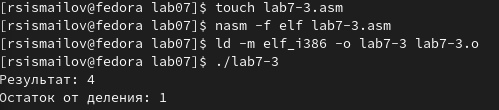 [rsismailov@fedora lab07]$ touch lab7-3.asm
[rsismailov@fedora lab07]$ nasm -f elf lab7-3.asm
[rsismailov@fedora lab07]$ ld -m elf_i386 -o lab7-3 lab7-3.o
[rsismailov@fedora lab07]$ ./lab7-3
Результат: 4
Остаток от деления: 1